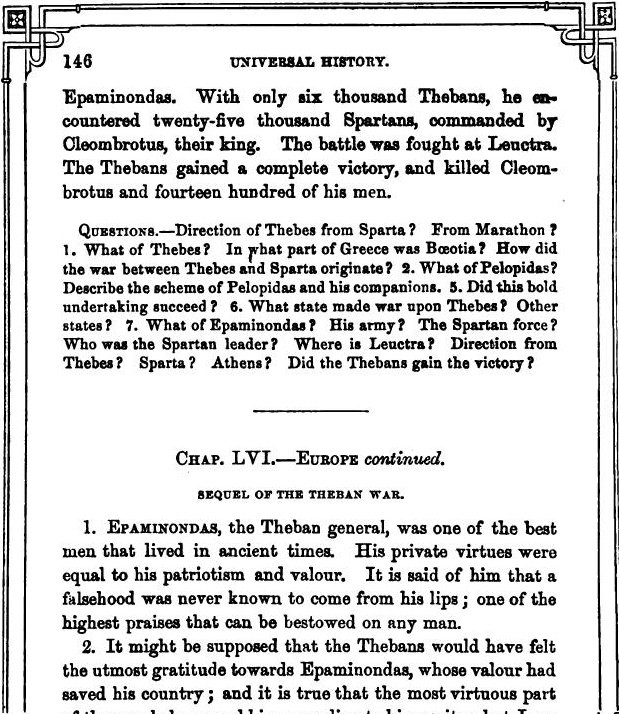 146 UNIVERSAL HISTORY.
Epaminondas. With only six thousand Thebans, he en-
countered twenty-five thousand Spartans, commanded by
Cleombrotus, their king. The battle was fought at Leuctra.
The Thebans gained a complete victory, and killed Cleom-
brotus and fourteen hundred of his men.
QUESTIONS.—Direction of Thebes from Sparta? From Marathon?
1. What of Thebes? In what part of Greece was Bœotia? How did
the war between Thebes and Sparta originate? 2. What of Pelopidas?
Describe the scheme of Pelopidas and his companions. 5. Did this bold
undertaking succeed? 6. What state made war upon Thebes? Other
states? 7. What of Epaminondas? His army? The Spartan force?
Who was the Spartan leader? Where is Leuctra? Direction from
Thebes? Sparta? Athens? Did the Thebans gain the victory?
CHAP. LVI.—EUROPE continued.
SEQUEL OF THE THEBAN WAR.
1. EPAMINONDAS, the Theban general, was one of the best
men that lived in ancient times. His private virtues were
equal to his patriotism and valour. It is said of him that a
falsehood was never known to come from his lips; one of the
highest praises that can be bestowed on any man.
2. It might be supposed that the Thebans would have felt
the utmost gratitude towards Epaminondas, whose valour had
saved his country; and it is true that the most virtuous part